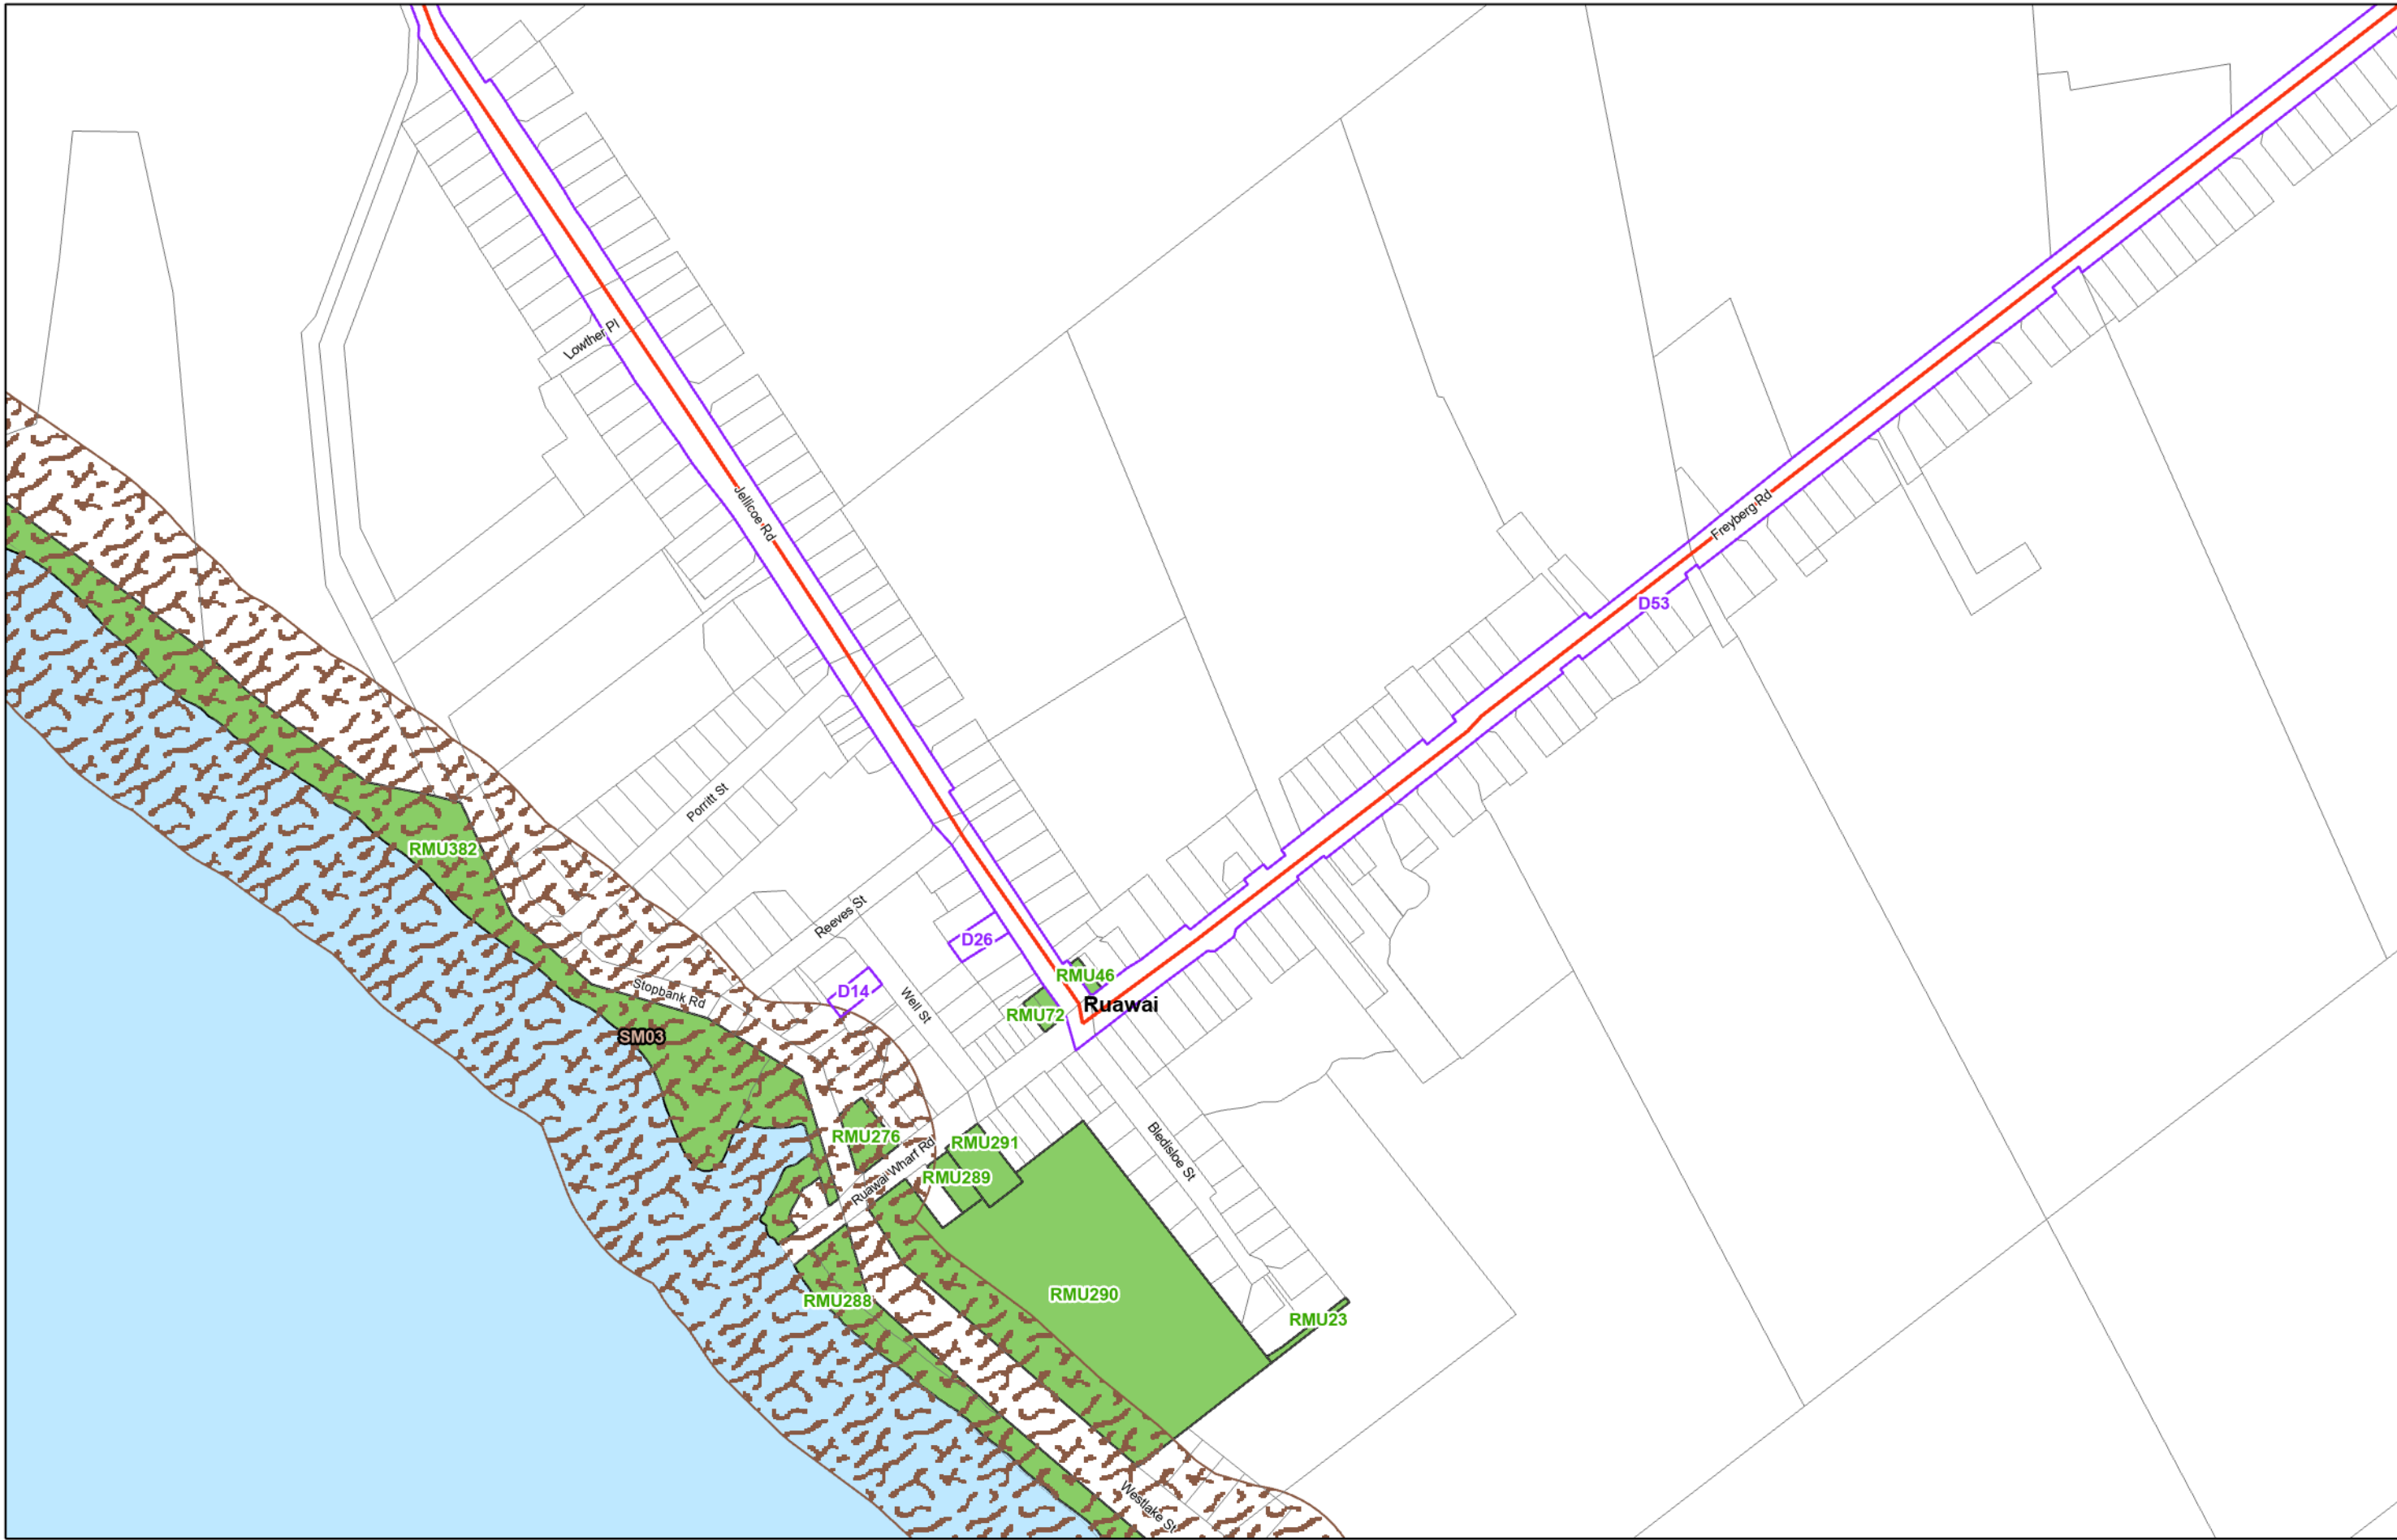 Lowther Pl
Jellicoe Rd
Freyberg Rd
D53
Porritt St
RMU382
Reeves St
D26
RMU46
D14
Stopbank Rd
Well St
Ruawai
RMU72
SM03
RMU276
RMU291
Bledisloe St
Ruawai Wharf Rd
RMU289
RMU290
RMU288
RMU23
Westlake St